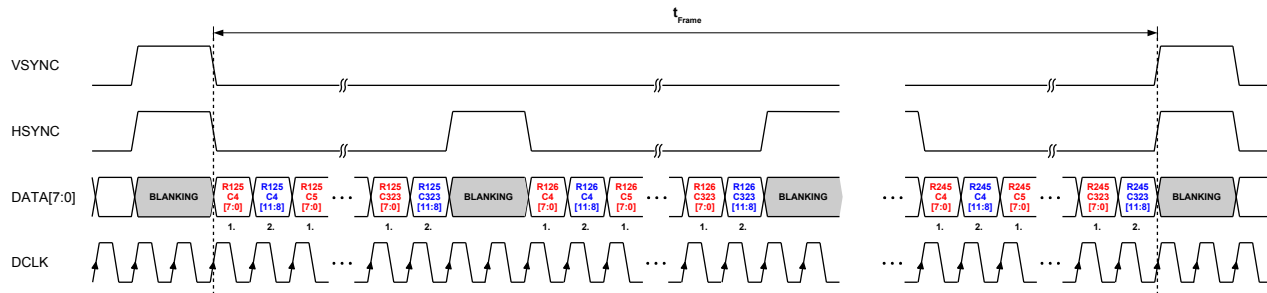 tFrame
VSYNC
HSYNC
DATA[7:0]
BLANKING
R125
C4
[7:0]
R125
C4
[11:8]
R125
C5
[7:0]
...
R125
C323
[7:0]
R125
C323
[11:8]
BLANKING
R126
C4
[7:0]
R126
C4
[11:8]
R126
C5
[7:0]
...
R126
C323
[7:0]
R126
C323
[11:8]
BLANKING
...
R245
C4
[7:0]
R245
C4
[11:8]
R245
C5
[7:0]
...
R245
C323
[7:0]
R245
C323
[11:8]
BLANKING
1. 2. 1. 1. 2. 1. 2. 1. 1. 2. 1. 2. 1. 1. 2.
DCLK ... ... ... ...